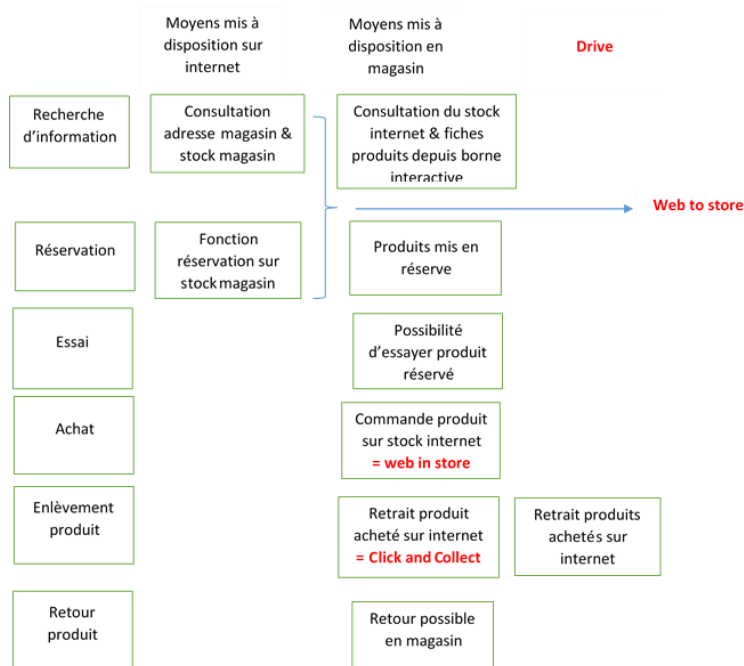 Moyens mis à
disposition sur
internet
Moyens mis à
disposition en
magasin
Drive
Recherche
d’information
Consultation
adresse magasin &
stock magasin
Consultation du stock
internet & fiches
produits depuis borne
interactive
Web to store
Réservation
Fonction
réservation sur
stock magasin
Produits mis en
réserve
Essai
Possibilité
d’essayer produit
réservé
Achat
Commande produit
sur stock internet
= web in store
Enlèvement
produit
Retrait produit
acheté sur internet
= Click and Collect
Retrait produits
achetés sur
internet
Retour
produit
Retour possible
en magasin